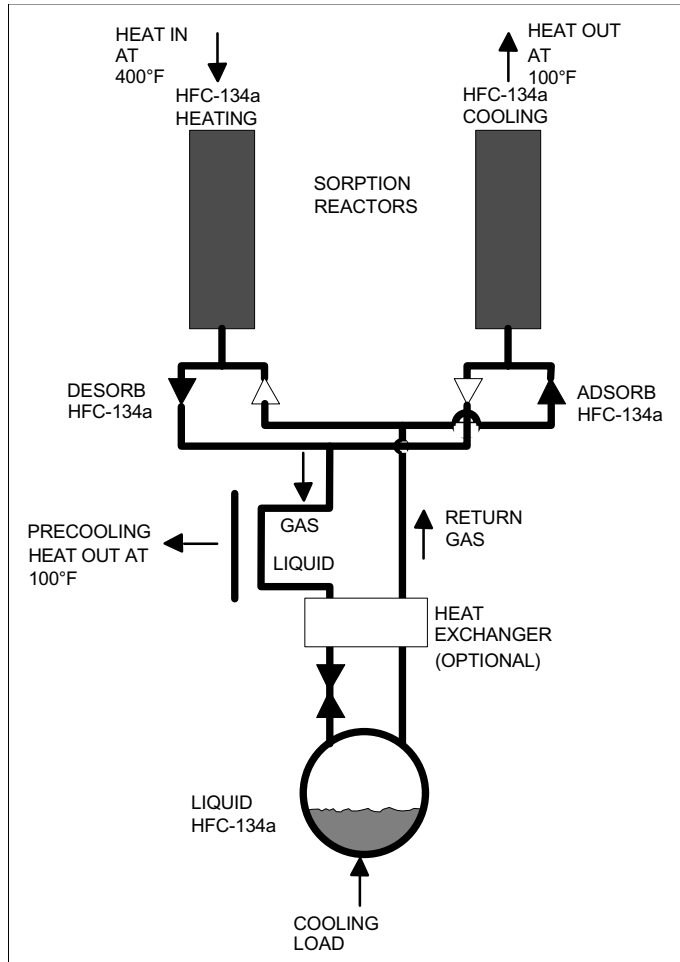 HEAT IN
AT
400°F
HFC-134a
HEATING
HEAT OUT
AT
100°F
HFC-134a
COOLING
SORPTION
REACTORS
DESORB
HFC-134a
ADSORB
HFC-134a
GAS
LIQUID
PRECOOLING
HEAT OUT AT
100°F
RETURN
GAS
HEAT
EXCHANGER
(OPTIONAL)
LIQUID
HFC-134a
COOLING
LOAD